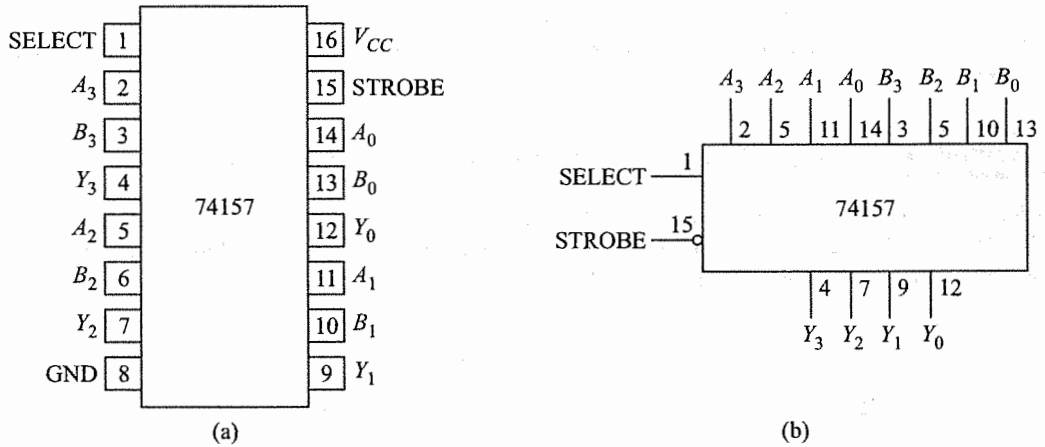 SELECT 1 16 V_CC
A_3 2 15 STROBE
B_3 3 14 A_0
Y_3 4 13 B_0
74157
A_2 5 12 Y_0
B_2 6 11 A_1
Y_2 7 10 B_1
GND 8 9 Y_1
(a)
A_3 A_2 A_1 A_0 B_3 B_2 B_1 B_0
2 5 11 14 3 5 10 13
SELECT 1
74157
STROBE 15
4 7 9 12
Y_3 Y_2 Y_1 Y_0
(b)